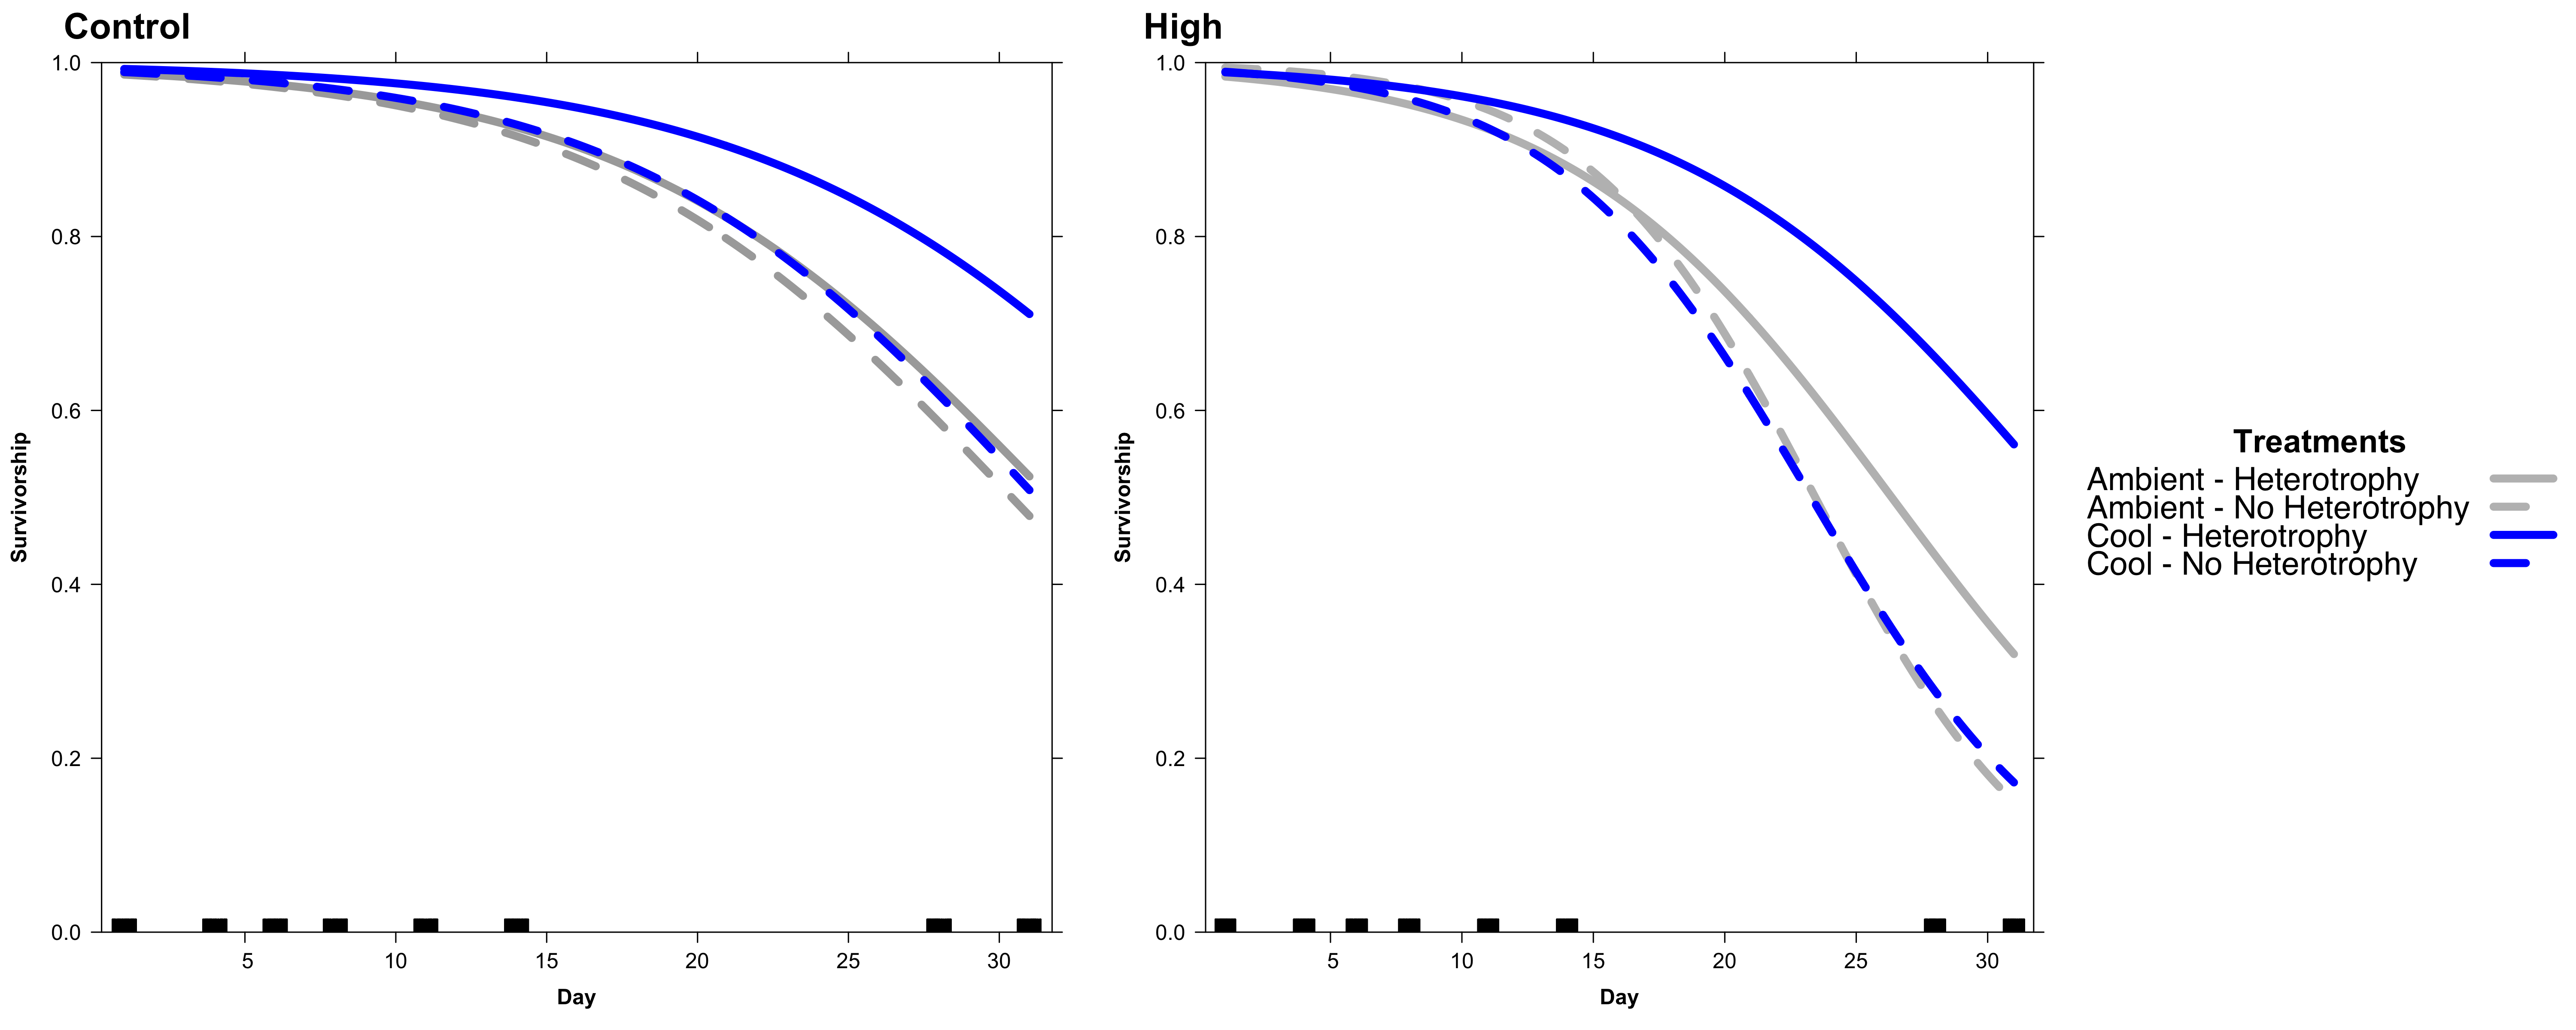 Control
High
1.0
0.8
0.6
0.4
0.2
0.0
Survivorship
5 10 15 20 25 30
Day
1.0
0.8
0.6
0.4
0.2
0.0
Survivorship
5 10 15 20 25 30
Day
Treatments
Ambient - Heterotrophy
Ambient - No Heterotrophy
Cool - Heterotrophy
Cool - No Heterotrophy